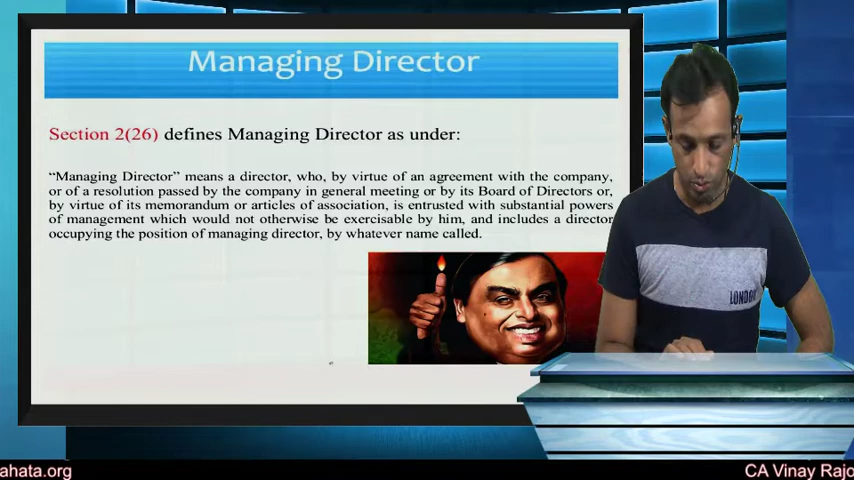 Managing Director
Section 2(26) defines Managing Director as under:
“Managing Director” means a director, who, by virtue of an agreement with the company,
or of a resolution passed by the company in general meeting or by its Board of Directors or,
by virtue of its memorandum or articles of association, is entrusted with substantial powers
of management which would not otherwise be exercisable by him, and includes a director
occupying the position of managing director, by whatever name called.
LONDON
ahata.org
CA Vinay Rajo